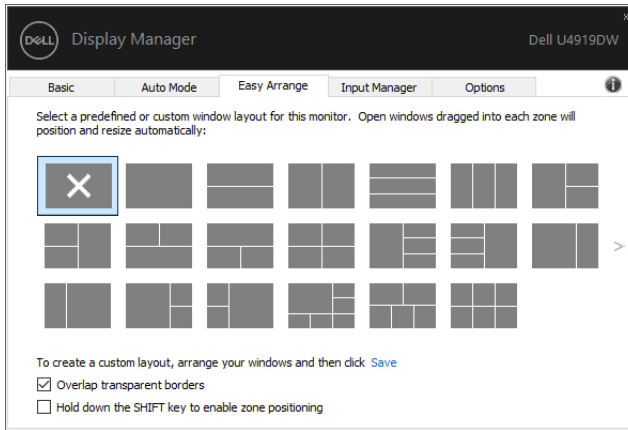 DELL
Display Manager
Dell U4919DW
Basic
Auto Mode
Easy Arrange
Input Manager
Options
Select a predefined or custom window layout for this monitor. Open windows dragged into each zone will
position and resize automatically:
To create a custom layout, arrange your windows and then click Save
Overlap transparent borders
Hold down the SHIFT key to enable zone positioning